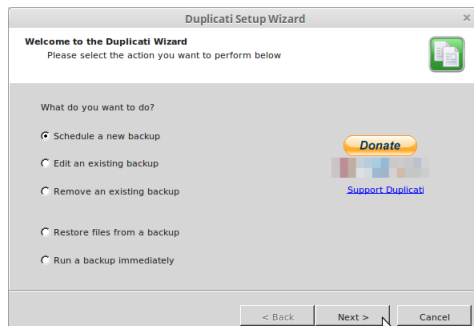 Duplicati Setup Wizard
Welcome to the Duplicati Wizard
Please select the action you want to perform below
What do you want to do?
Schedule a new backup
Edit an existing backup
Remove an existing backup
Restore files from a backup
Run a backup immediately
Donate
Support Duplicati
< Back
Next >
Cancel